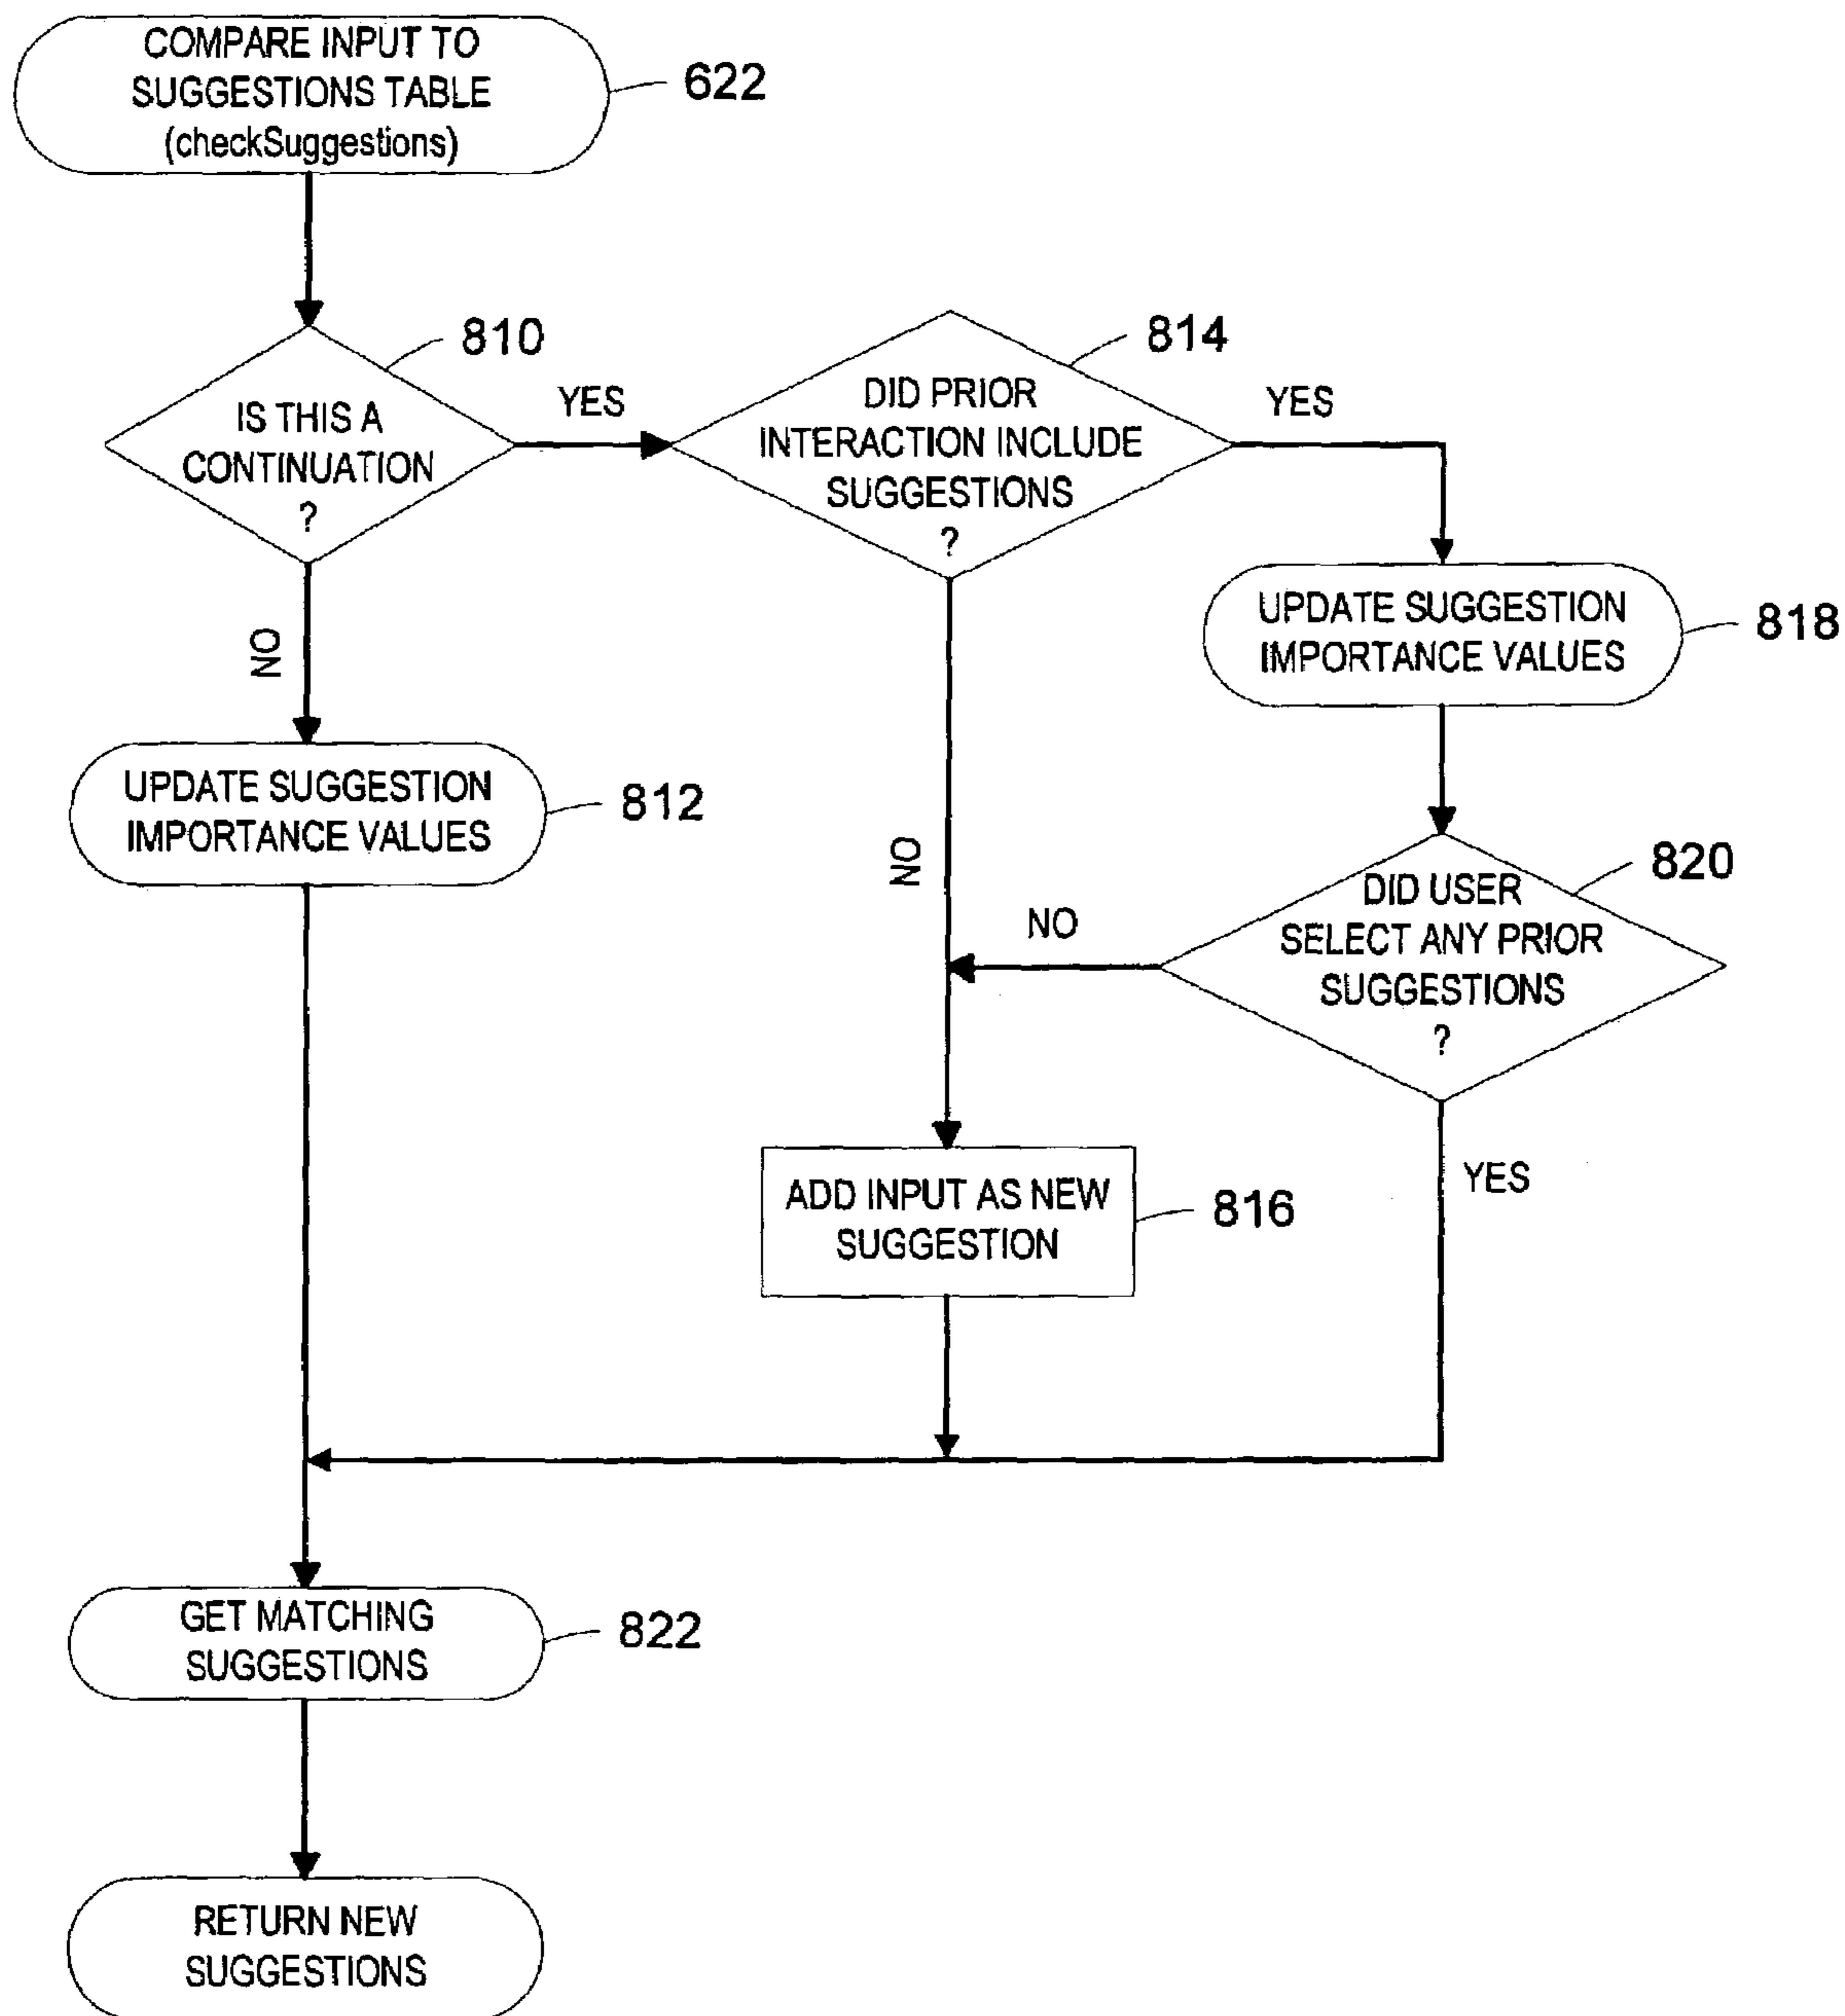 COMPARE INPUT TO
SUGGESTIONS TABLE
(checkSuggestions)
622
810
IS THIS A
CONTINUATION
?
YES
814
DID PRIOR
INTERACTION INCLUDE
SUGGESTIONS
?
YES
NO
UPDATE SUGGESTION
IMPORTANCE VALUES
818
UPDATE SUGGESTION
IMPORTANCE VALUES
812
NO
820
DID USER
SELECT ANY PRIOR
SUGGESTIONS
?
NO
YES
ADD INPUT AS NEW
SUGGESTION
816
GET MATCHING
SUGGESTIONS
822
RETURN NEW
SUGGESTIONS